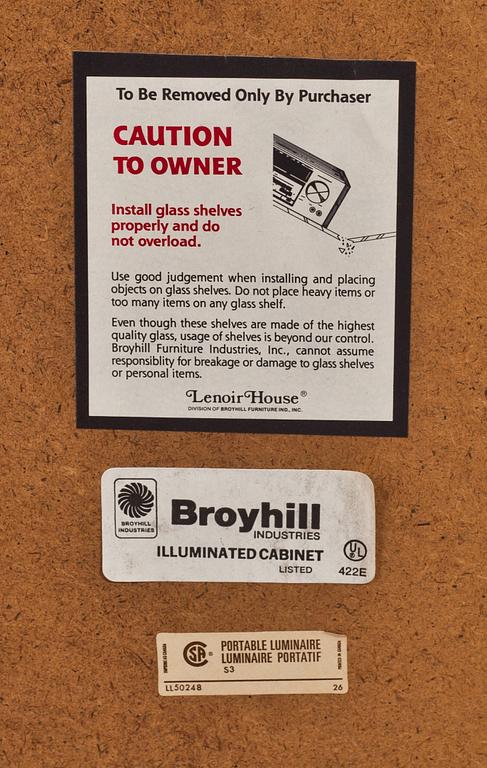 To Be Removed Only By Purchaser
CAUTION
TO OWNER
Install glass shelves
properly and do
not overload.
Use good judgement when installing and placing
objects on glass shelves. Do not place heavy items or
too many items on any glass shelf.
Even though these shelves are made of the highest
quality glass, usage of shelves is beyond our control.
Broyhill Furniture Industries, Inc., cannot assume
responsiblity for breakage or damage to glass shelves
or personal items.
Lenoir House®
DIVISION OF BROYHILL FURNITURE IND., INC.
BROYHILL
INDUSTRIES
Broyhill
INDUSTRIES
ILLUMINATED CABINET
LISTED
UL
®
422E
CSA ®
PORTABLE LUMINAIRE
LUMINAIRE PORTATIF
S3
LL50248
26